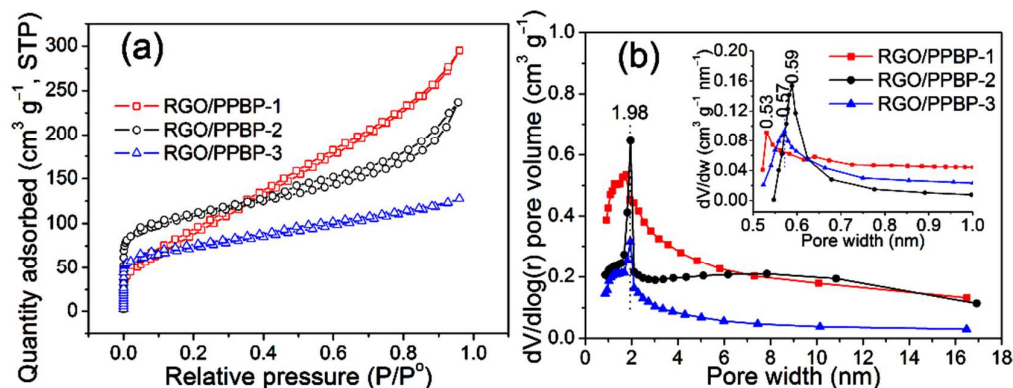 (a)
Quantity adsorbed (cm³ g⁻¹, STP)
300
250
200
150
100
50
0
RGO/PPBP-1
RGO/PPBP-2
RGO/PPBP-3
0.0 0.2 0.4 0.6 0.8 1.0
Relative pressure (P/P°)
(b)
dV/dlog(r) pore volume (cm³ g⁻¹)
1.0
0.8
0.6
0.4
0.2
0.0
1.98
RGO/PPBP-1
RGO/PPBP-2
RGO/PPBP-3
dV/dw (cm³ g⁻¹ nm⁻¹)
0.20
0.16
0.12
0.08
0.04
0.00
0.53
0.57
0.59
0.5 0.6 0.7 0.8 0.9 1.0
Pore width (nm)
0 2 4 6 8 10 12 14 16 18
Pore width (nm)